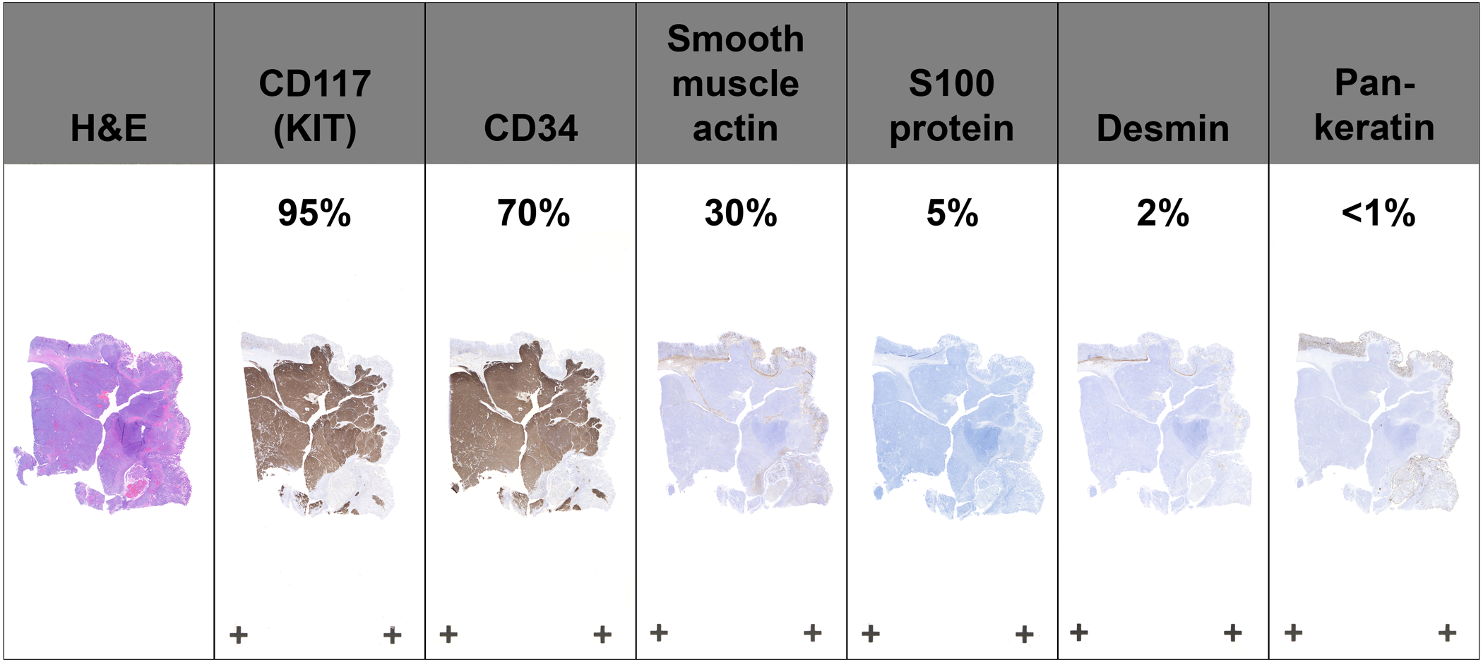 H&E
CD117
(KIT)
CD34
Smooth
muscle
actin
S100
protein
Desmin
Pan-
keratin
95%
70%
30%
5%
2%
<1%